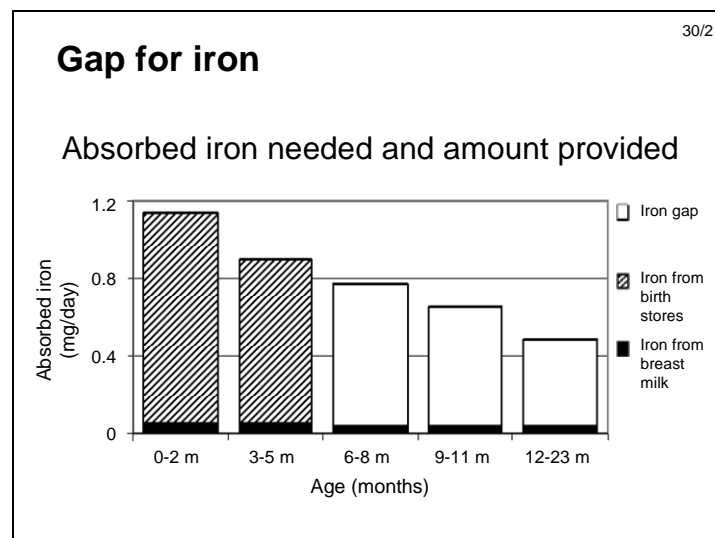 30/2
Gap for iron
Absorbed iron needed and amount provided
Absorbed iron
(mg/day)
1.2
0.8
0.4
0
0-2 m
3-5 m
6-8 m
9-11 m
12-23 m
Age (months)
Iron gap
Iron from
birth
stores
Iron from
breast
milk